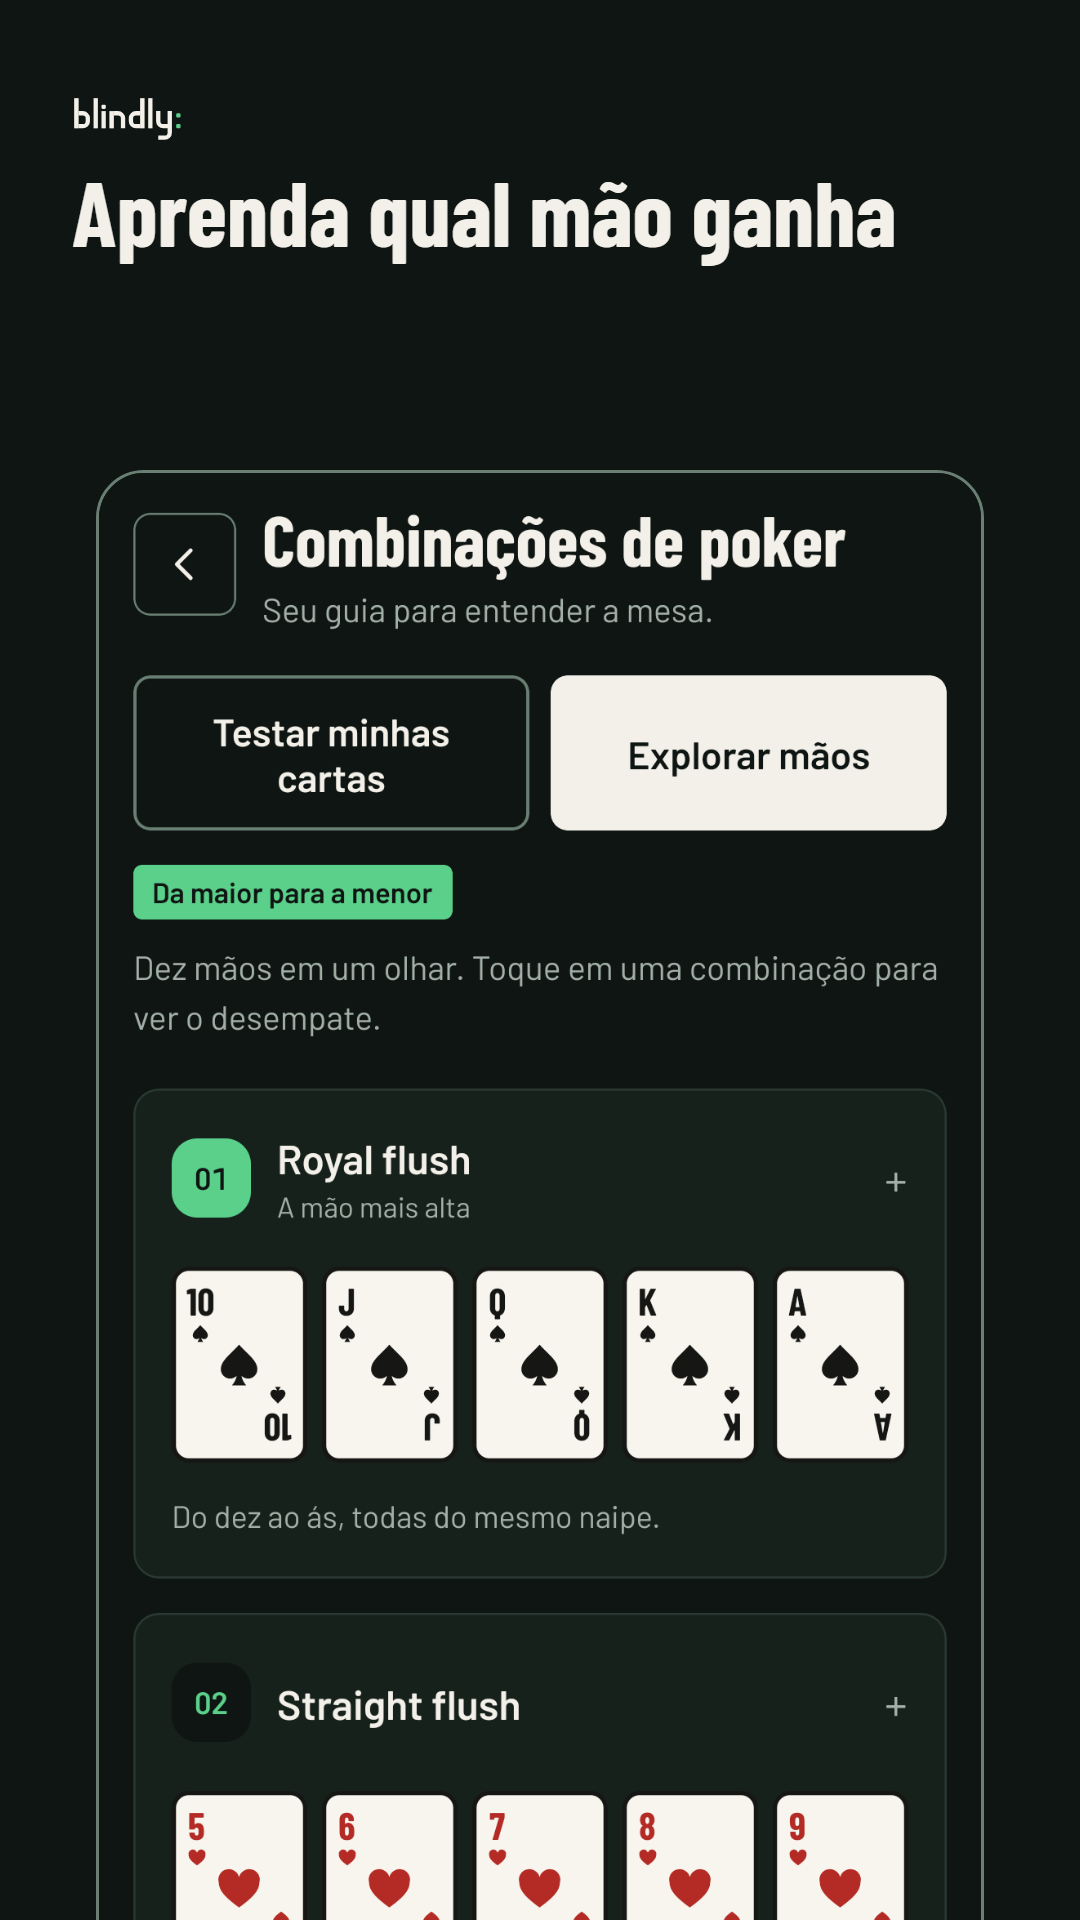 blindly:
Aprenda qual mão ganha
Combinações de poker
Seu guia para entender a mesa.
Testar minhas
cartas
Explorar mãos
Da maior para a menor
Dez mãos em um olhar. Toque em uma combinação para
ver o desempate.
01
Royal flush
A mão mais alta
+
10 J Q K A
10 J Q K A
Do dez ao ás, todas do mesmo naipe.
02
Straight flush
+
5 6 7 8 9